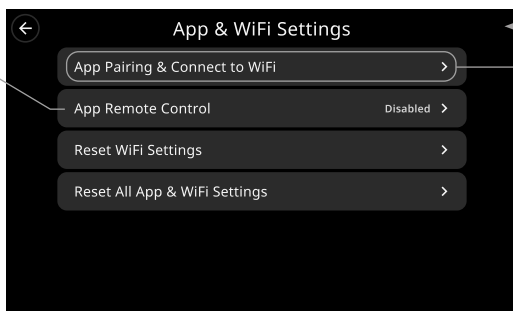 App & WiFi Settings
App Pairing & Connect to WiFi
App Remote Control Disabled
Reset WiFi Settings
Reset All App & WiFi Settings